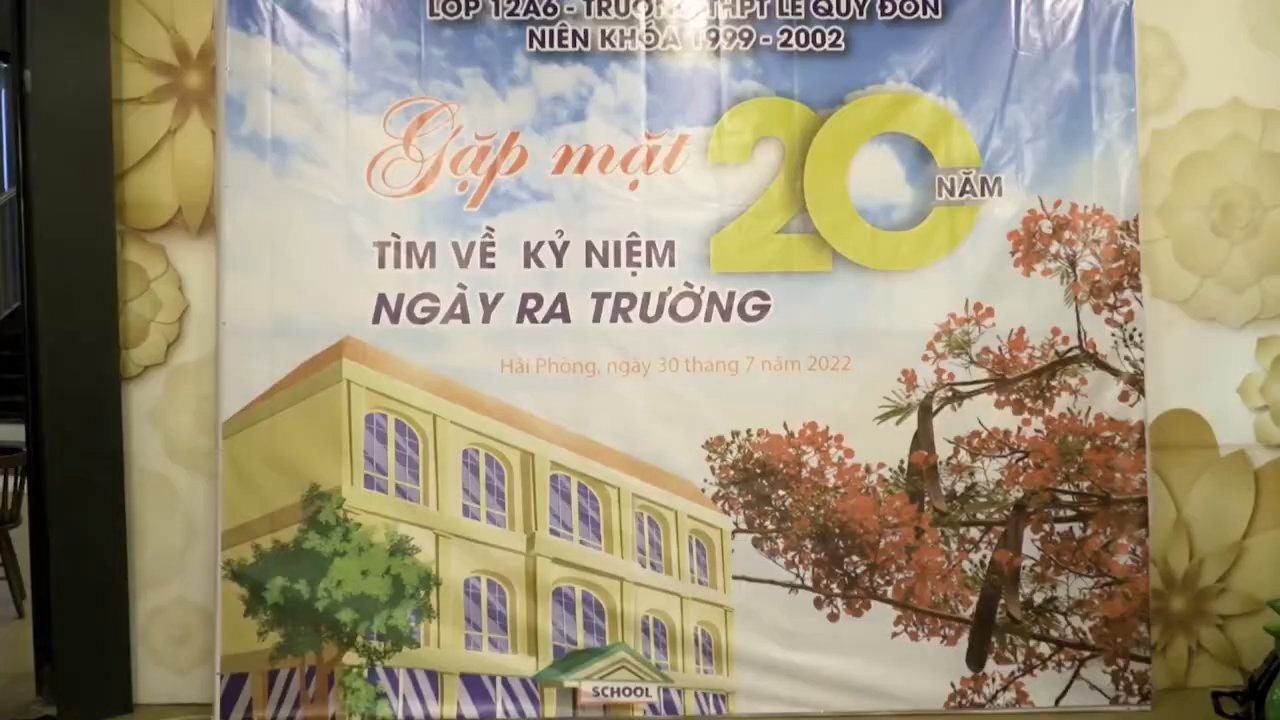 LỚP 12A6 - TRƯỜNG THPT LÊ QUÝ ĐÔN
NIÊN KHÓA 1999 - 2002
Gặp mặt 20 NĂM
TÌM VỀ KỶ NIỆM
NGÀY RA TRƯỜNG
Hải Phòng, ngày 30 tháng 7 năm 2022
SCHOOL